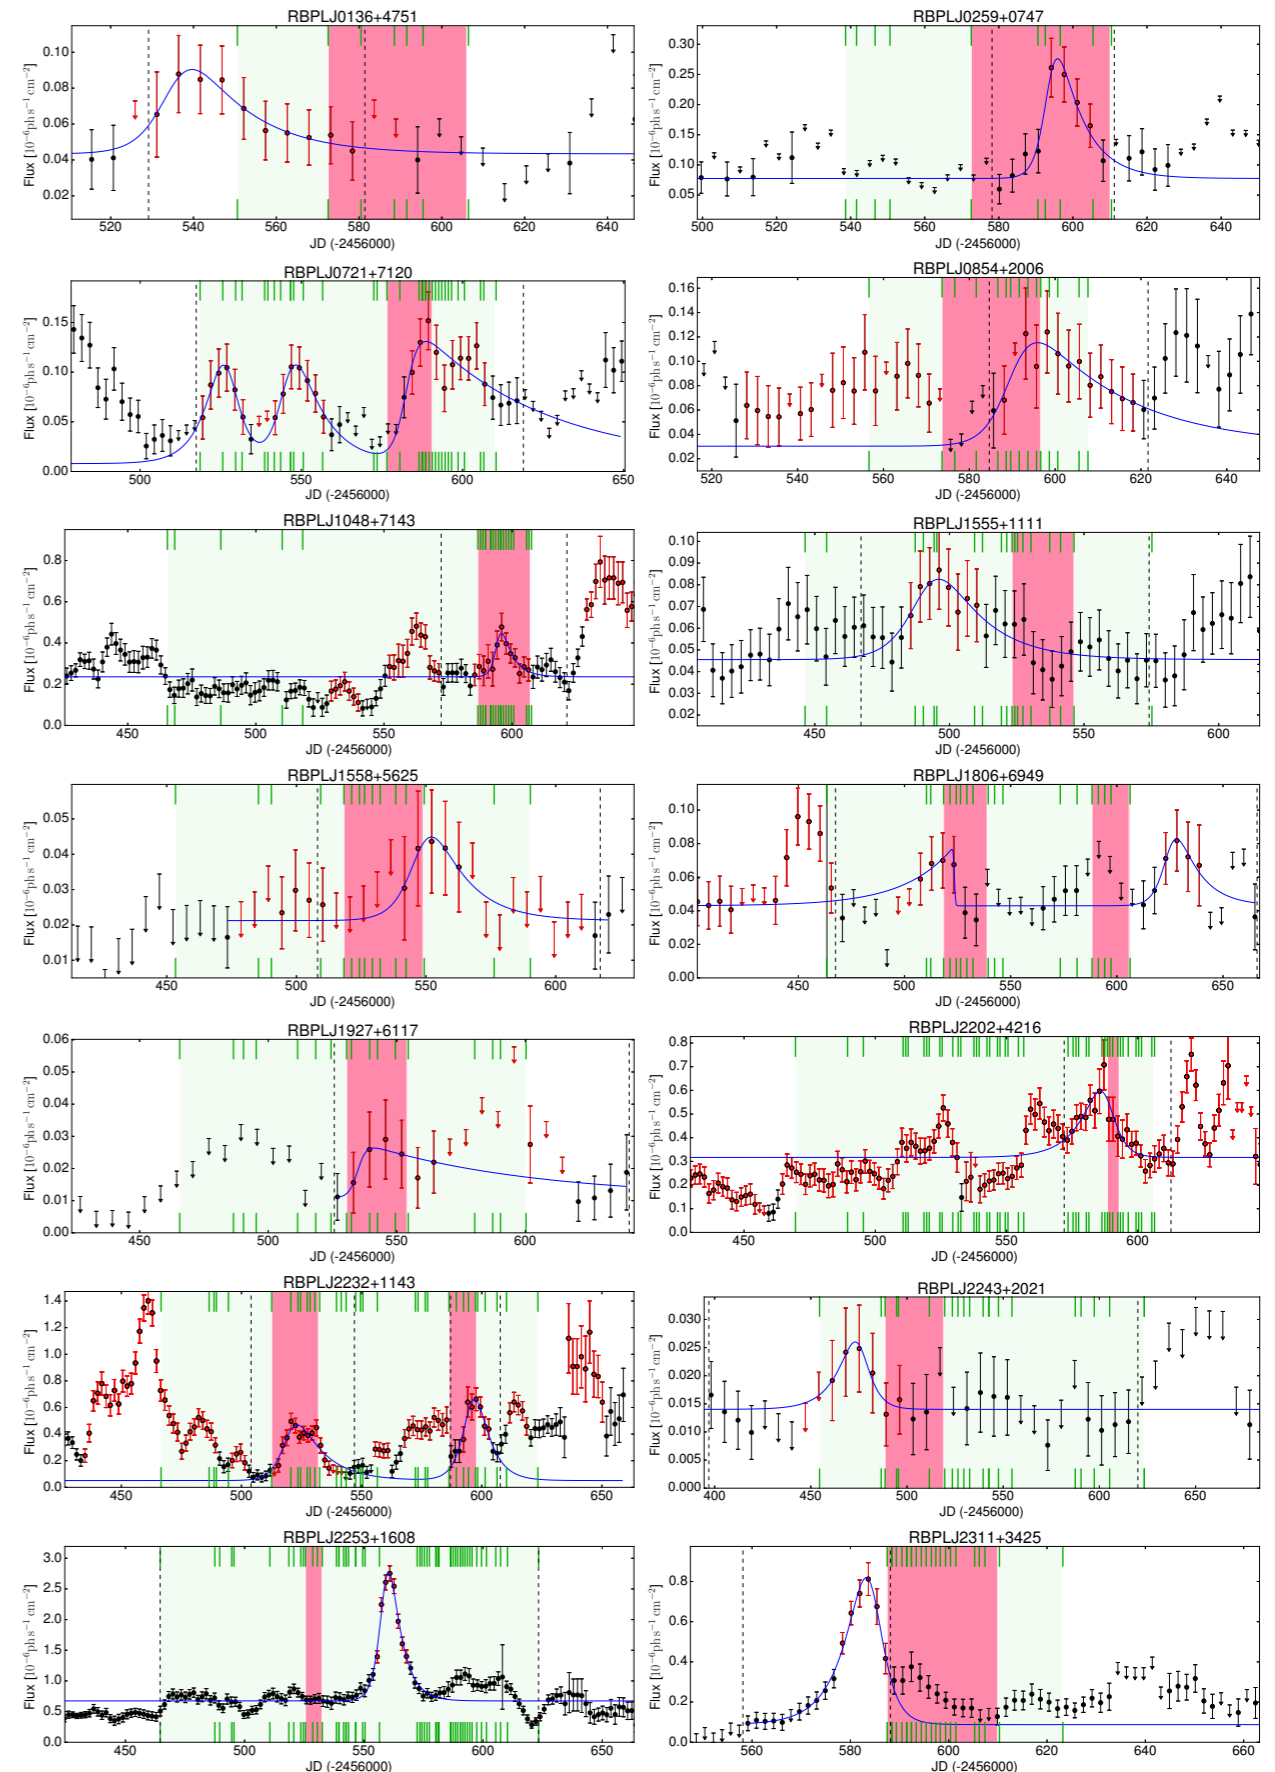 RBPLJ0136+4751
Flux [10⁻⁶ph s⁻¹ cm⁻²]
0.10
0.08
0.06
0.04
0.02
520 540 560 580 600 620 640
JD (-2456000)
RBPLJ0259+0747
Flux [10⁻⁶ph s⁻¹ cm⁻²]
0.30
0.25
0.20
0.15
0.10
0.05
500 520 540 560 580 600 620 640
JD (-2456000)
RBPLJ0721+7120
Flux [10⁻⁶ph s⁻¹ cm⁻²]
0.15
0.10
0.05
0.00
500 550 600 650
JD (-2456000)
RBPLJ0854+2006
Flux [10⁻⁶ph s⁻¹ cm⁻²]
0.16
0.14
0.12
0.10
0.08
0.06
0.04
0.02
520 540 560 580 600 620 640
JD (-2456000)
RBPLJ1048+7143
Flux [10⁻⁶ph s⁻¹ cm⁻²]
0.8
0.6
0.4
0.2
0.0
450 500 550 600
JD (-2456000)
RBPLJ1555+1111
Flux [10⁻⁶ph s⁻¹ cm⁻²]
0.10
0.09
0.08
0.07
0.06
0.05
0.04
0.03
0.02
450 500 550 600
JD (-2456000)
RBPLJ1558+5625
Flux [10⁻⁶ph s⁻¹ cm⁻²]
0.05
0.04
0.03
0.02
0.01
450 500 550 600
JD (-2456000)
RBPLJ1806+6949
Flux [10⁻⁶ph s⁻¹ cm⁻²]
0.10
0.08
0.06
0.04
0.02
0.00
450 500 550 600 650
JD (-2456000)
RBPLJ1927+6117
Flux [10⁻⁶ph s⁻¹ cm⁻²]
0.06
0.05
0.04
0.03
0.02
0.01
0.00
450 500 550 600
JD (-2456000)
RBPLJ2202+4216
Flux [10⁻⁶ph s⁻¹ cm⁻²]
0.8
0.7
0.6
0.5
0.4
0.3
0.2
0.1
0.0
450 500 550 600
JD (-2456000)
RBPLJ2232+1143
Flux [10⁻⁶ph s⁻¹ cm⁻²]
1.4
1.2
1.0
0.8
0.6
0.4
0.2
0.0
450 500 550 600 650
JD (-2456000)
RBPLJ2243+2021
Flux [10⁻⁶ph s⁻¹ cm⁻²]
0.030
0.025
0.020
0.015
0.010
0.005
0.000
400 450 500 550 600 650
JD (-2456000)
RBPLJ2253+1608
Flux [10⁻⁶ph s⁻¹ cm⁻²]
3.0
2.5
2.0
1.5
1.0
0.5
0.0
450 500 550 600 650
JD (-2456000)
RBPLJ2311+3425
Flux [10⁻⁶ph s⁻¹ cm⁻²]
0.8
0.6
0.4
0.2
0.0
560 580 600 620 640 660
JD (-2456000)